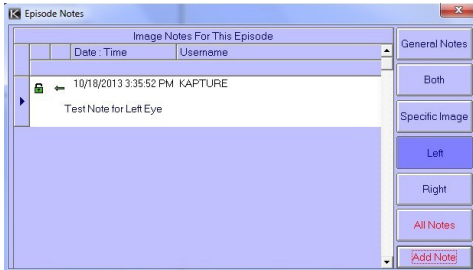 Episode Notes
Image Notes For This Episode
Date : Time Username
10/18/2013 3:35:52 PM KAPTURE
Test Note for Left Eye
General Notes
Both
Specific Image
Left
Right
All Notes
Add Note